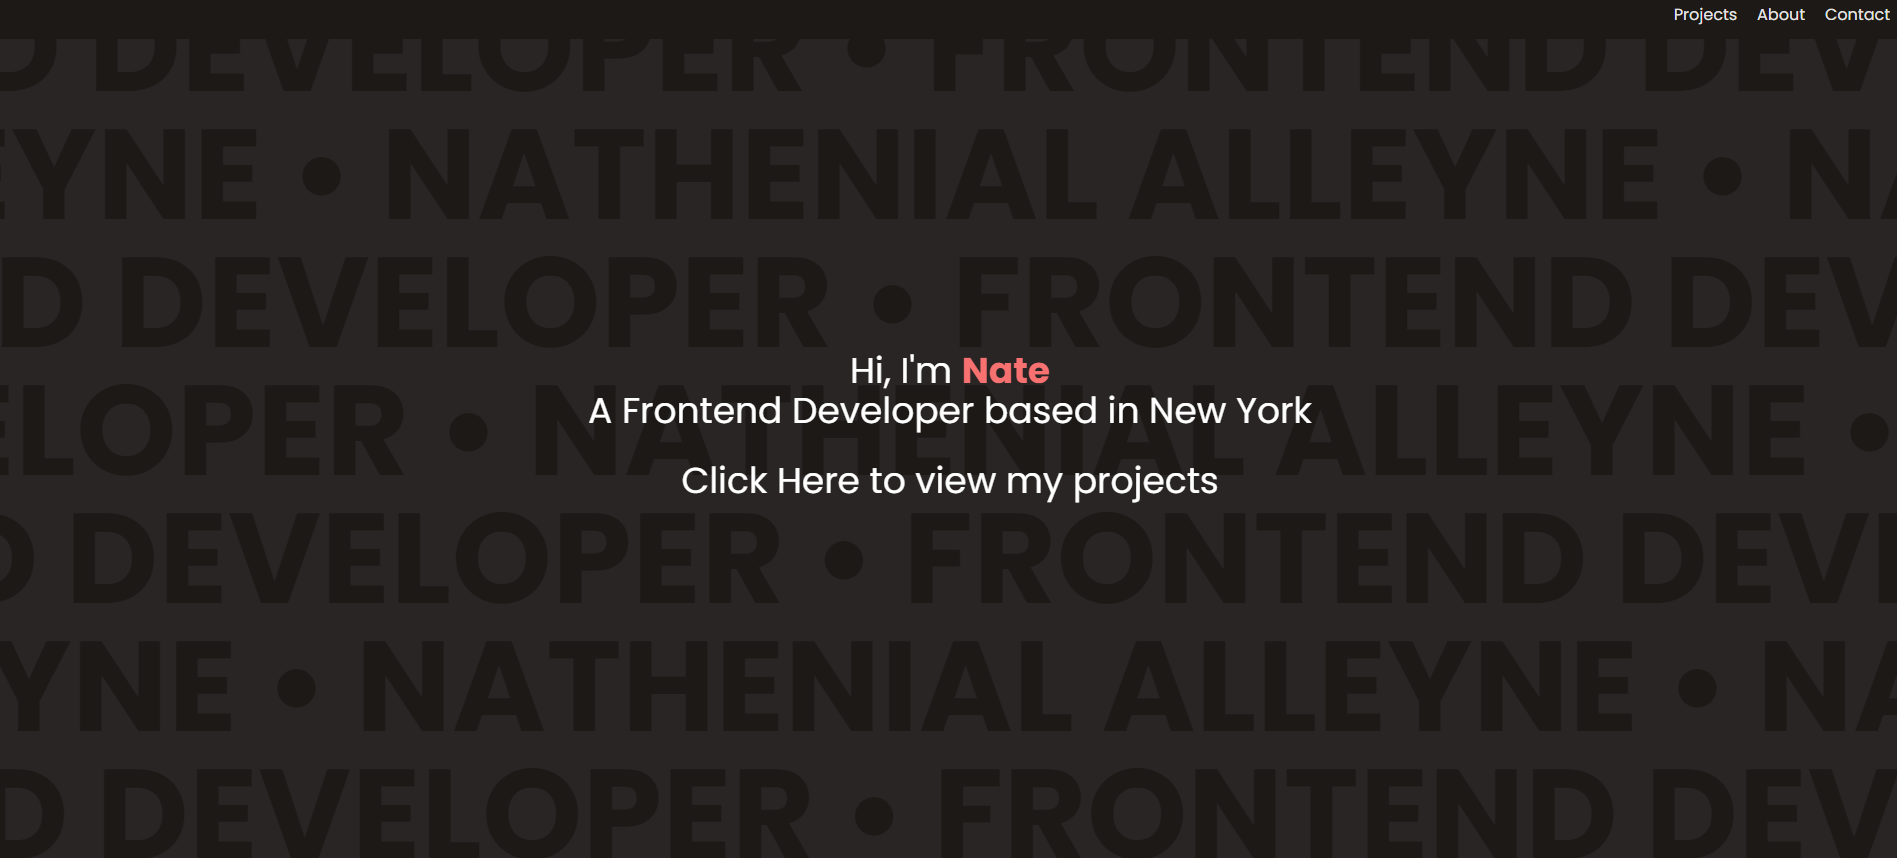 Projects About Contact
D DEVELOPER • FRONTEND DEV
EYNE • NATHENIAL ALLEYNE • NA
D DEVELOPER • FRONTEND DEV
Hi, I'm Nate
ELOPER • NATHENIAL ALLEYNE •
A Frontend Developer based in New York
Click Here to view my projects
D DEVELOPER • FRONTEND DEVE
YNE • NATHENIAL ALLEYNE • NA
D DEVELOPER • FRONTEND DEV